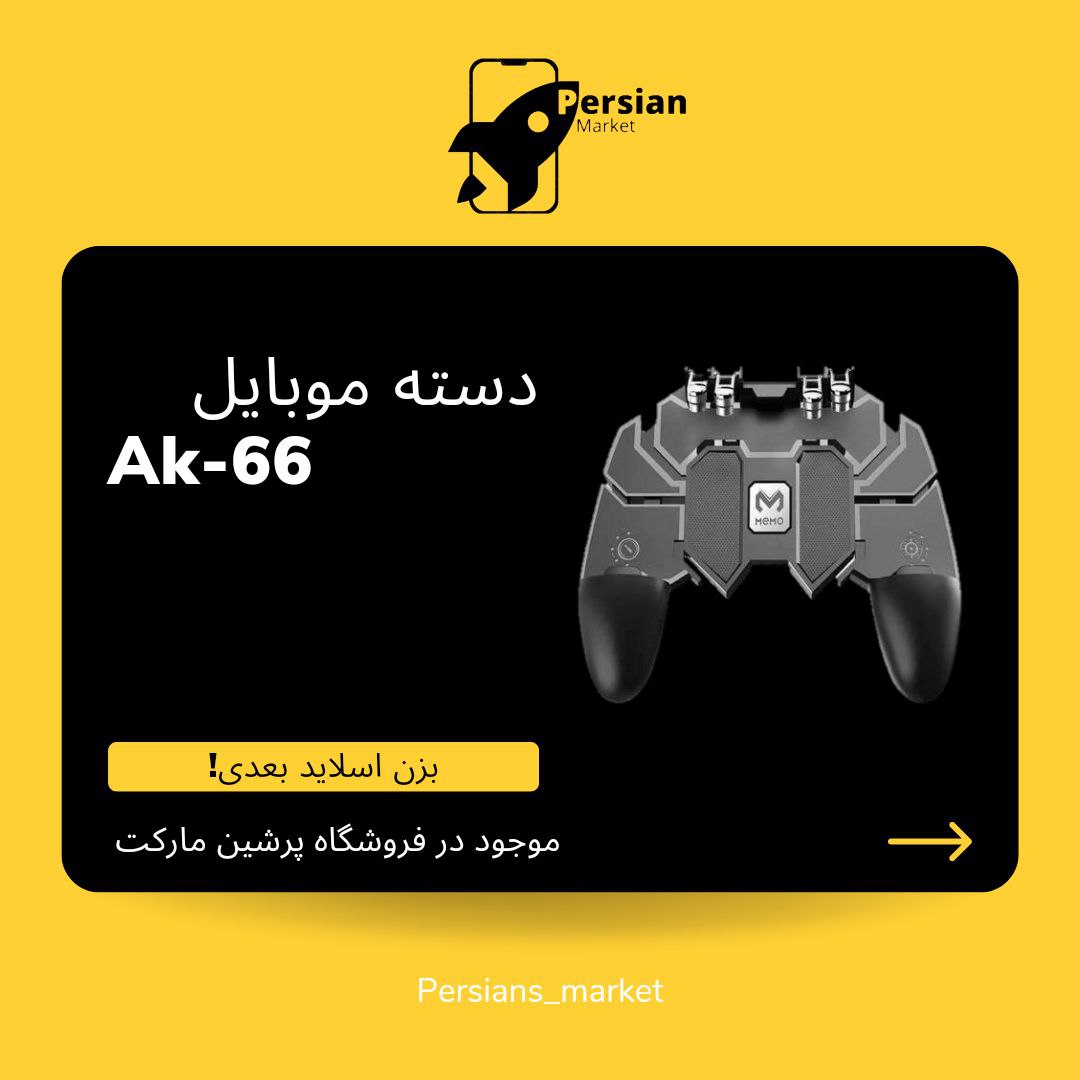 Persian
Market
دسته موبایل
Ak-66
MEMO
بزن اسلاید بعدی!
موجود در فروشگاه پرشین مارکت
Persians_market